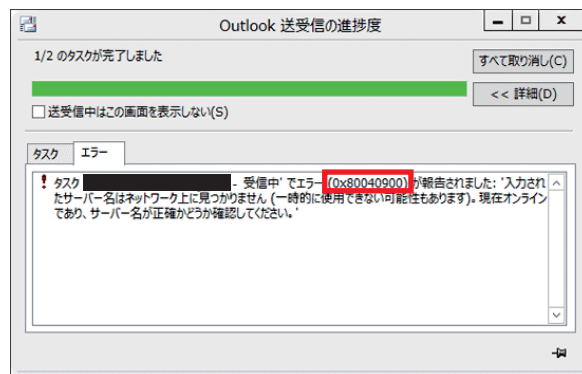 Outlook 送受信の進捗度
1/2 のタスクが完了しました
すべて取り消し(C)
<< 詳細(D)
送受信中はこの画面を表示しない(S)
タスク
エラー
タスク - 受信中' でエラー (0x80040900) が報告されました: '入力され
たサーバー名はネットワーク上に見つかりません (一時的に使用できない可能性もあります)。現在オンライン
であり、サーバー名が正確かどうか確認してください。'